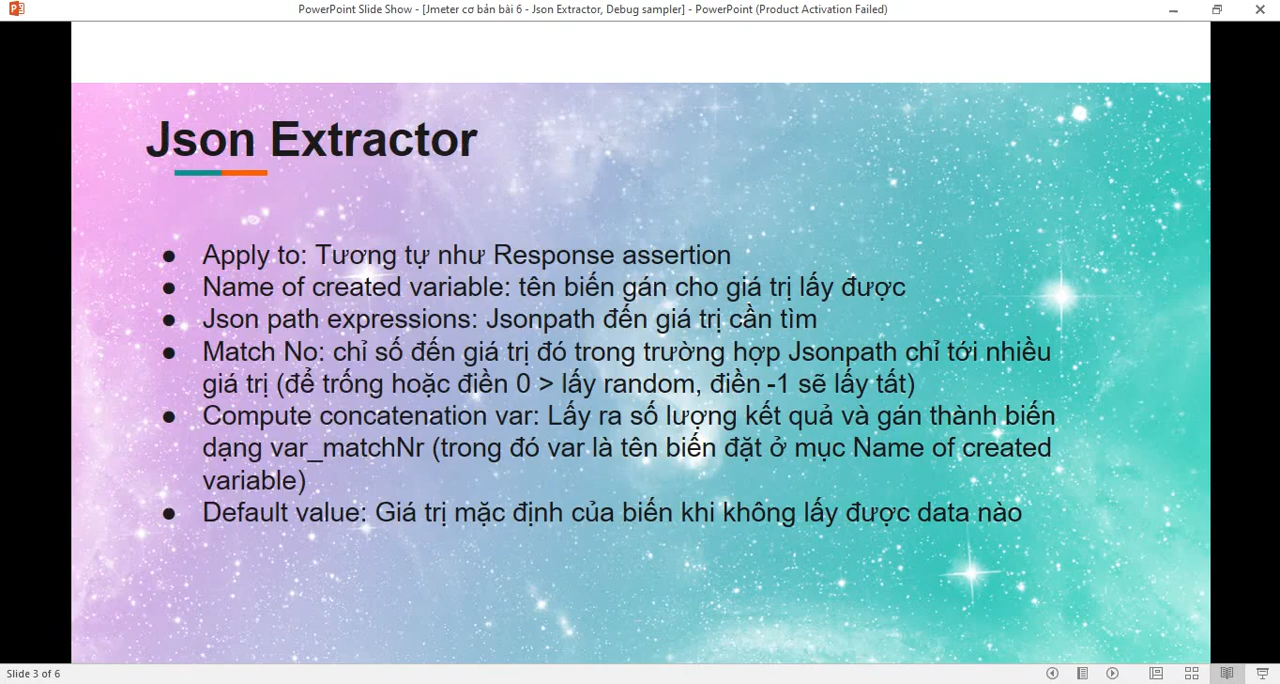 PowerPoint Slide Show - [Jmeter cơ bản bài 6 - Json Extractor, Debug sampler] - PowerPoint (Product Activation Failed)
Json Extractor
● Apply to: Tương tự như Response assertion
● Name of created variable: tên biến gán cho giá trị lấy được
● Json path expressions: Jsonpath đến giá trị cần tìm
● Match No: chỉ số đến giá trị đó trong trường hợp Jsonpath chỉ tới nhiều
giá trị (để trống hoặc điền 0 > lấy random, điền -1 sẽ lấy tất)
● Compute concatenation var: Lấy ra số lượng kết quả và gán thành biến
dạng var_matchNr (trong đó var là tên biến đặt ở mục Name of created
variable)
● Default value: Giá trị mặc định của biến khi không lấy được data nào
Slide 3 of 6